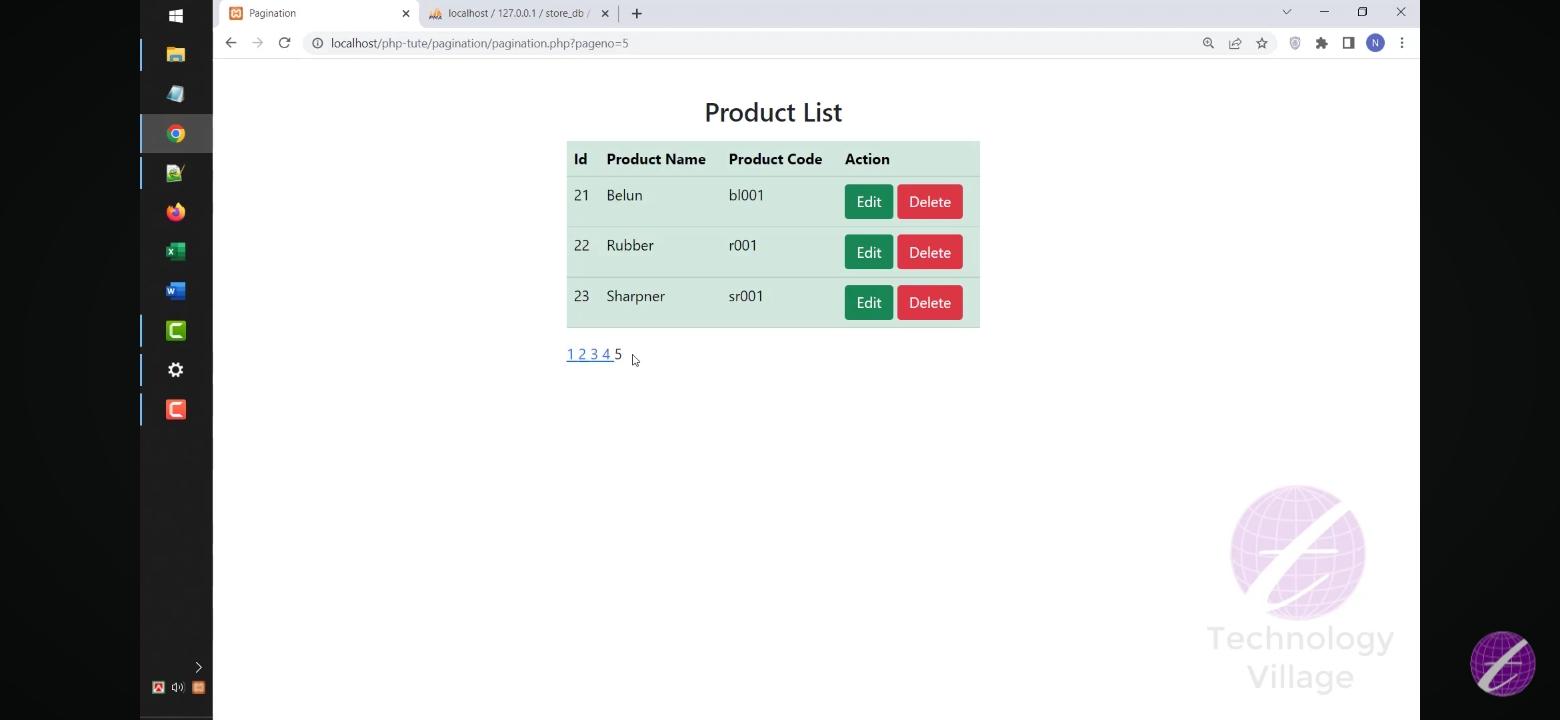 Pagination
localhost / 127.0.0.1 / store_db /
localhost/php-tute/pagination/pagination.php?pageno=5
N
Product List
Id Product Name Product Code Action
21 Belun bl001 Edit Delete
22 Rubber r001 Edit Delete
23 Sharpner sr001 Edit Delete
1 2 3 4 5
Technology
Village